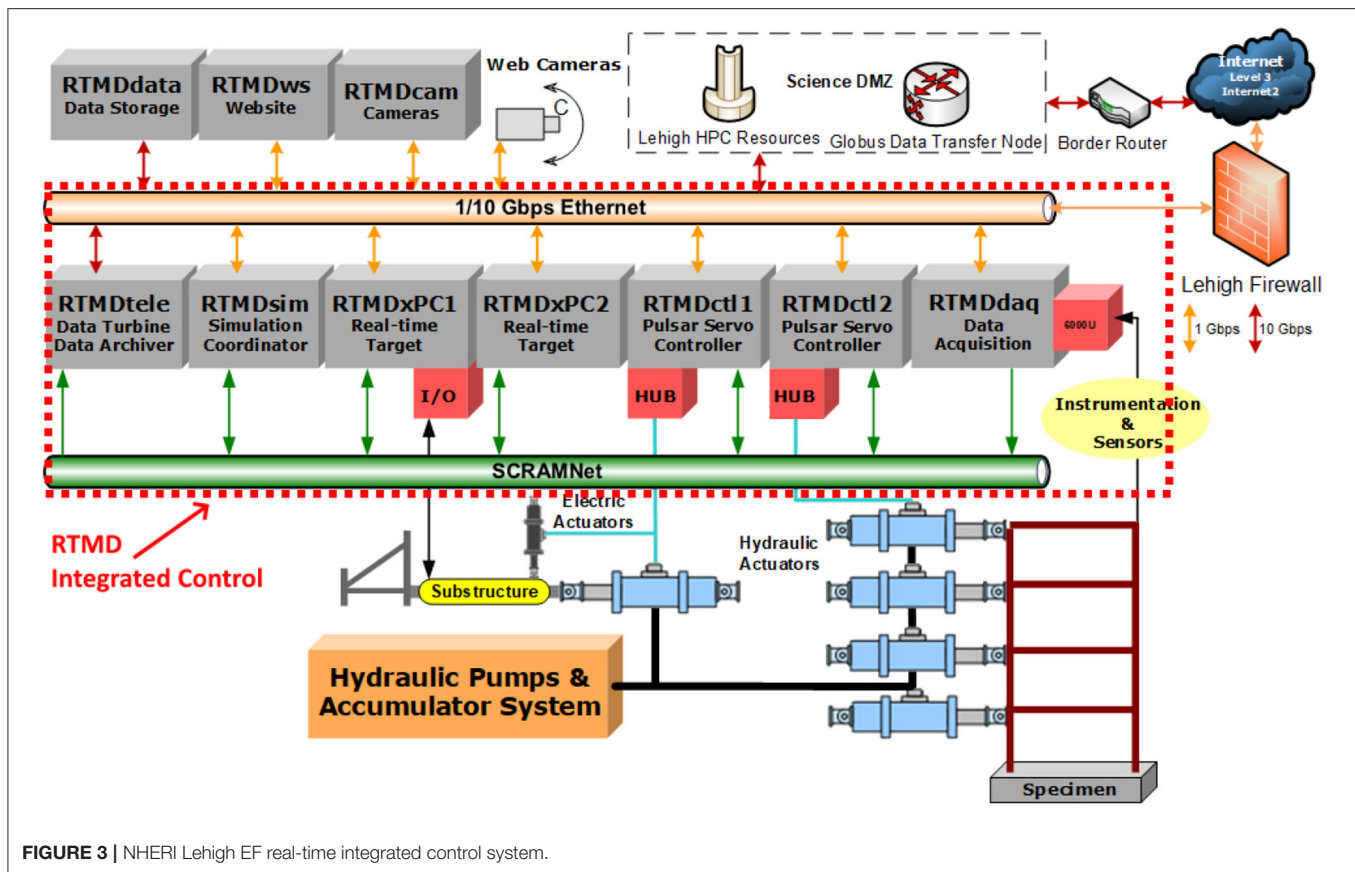 RTMDdata
Data Storage
RTMDws
Website
RTMDcam
Cameras
Web Cameras
C
Science DMZ
Lehigh HPC Resources
Globus Data Transfer Node
Border Router
Internet
Level 3
Internet2
1/10 Gbps Ethernet
Lehigh Firewall
1 Gbps
10 Gbps
RTMDtele
Data Turbine
Data Archiver
RTMDsim
Simulation
Coordinator
RTMDxPC1
Real-time
Target
RTMDxPC2
Real-time
Target
RTMDctl1
Pulsar Servo
Controller
RTMDctl2
Pulsar Servo
Controller
RTMDdaq
Data
Acquisition
6000U
I/O
HUB
HUB
Instrumentation
&
Sensors
SCRAMNet
RTMD
Integrated Control
Electric
Actuators
Hydraulic
Actuators
Substructure
Hydraulic Pumps &
Accumulator System
Specimen
FIGURE 3 | NHERI Lehigh EF real-time integrated control system.